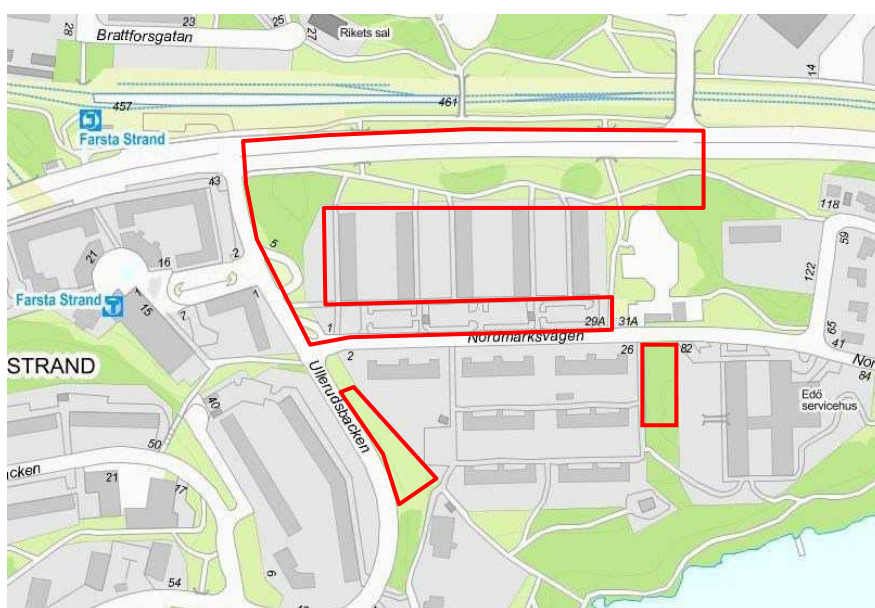 28
23
25
Brattforsgatan
27
Rikets sal
14
457
461
Farsta Strand
43
118
59
5
21
16
2
122
Farsta Strand
1
15
1
2
65
1
29A
31A
Nordmarksvägen
41
STRAND
2
26
82
Nor
84
Ullerudsbacken
Edö
servicehus
40
50
acken
21
17
54
6